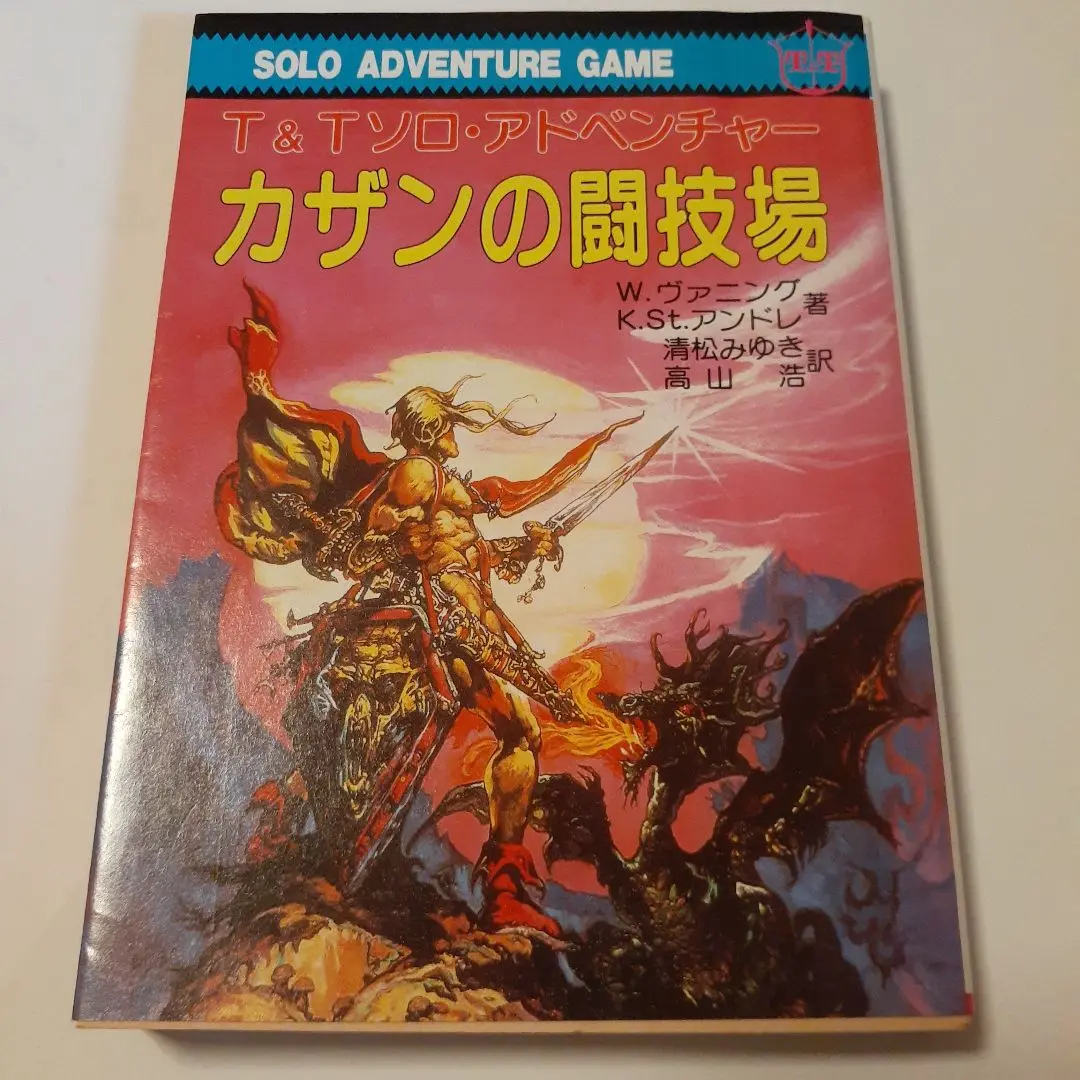 SOLO ADVENTURE GAME
T&T
T&Tソロ・アドベンチャー
カザンの闘技場
W.ヴァニング
K.St.アンドレ 著
清松みゆき
高山 浩 訳